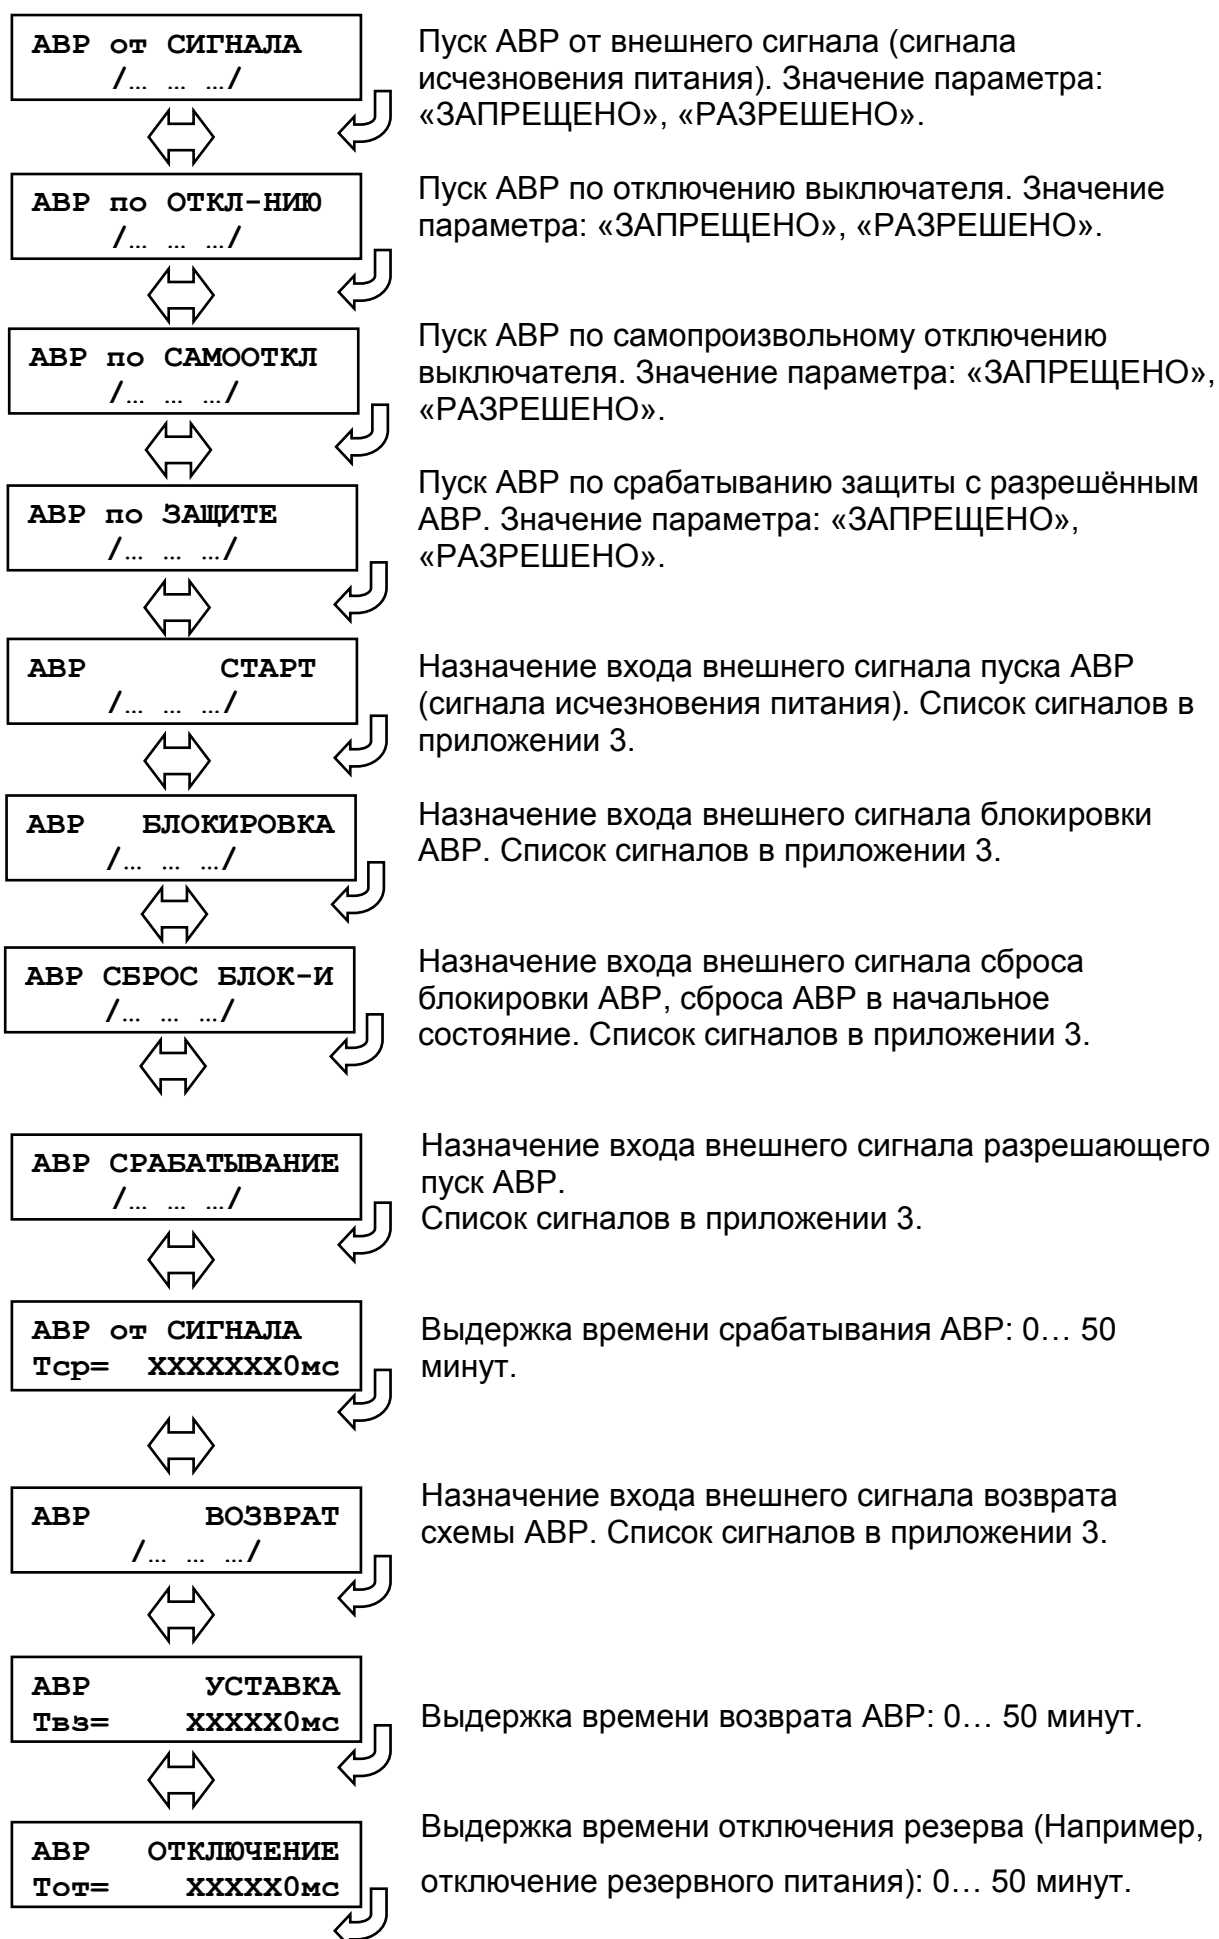 АВР от СИГНАЛА
/… … …/
Пуск АВР от внешнего сигнала (сигнала
исчезновения питания). Значение параметра:
«ЗАПРЕЩЕНО», «РАЗРЕШЕНО».
АВР по ОТКЛ-НИЮ
/… … …/
Пуск АВР по отключению выключателя. Значение
параметра: «ЗАПРЕЩЕНО», «РАЗРЕШЕНО».
АВР по САМООТКЛ
/… … …/
Пуск АВР по самопроизвольному отключению
выключателя. Значение параметра: «ЗАПРЕЩЕНО»,
«РАЗРЕШЕНО».
АВР по ЗАЩИТЕ
/… … …/
Пуск АВР по срабатыванию защиты с разрешённым
АВР. Значение параметра: «ЗАПРЕЩЕНО»,
«РАЗРЕШЕНО».
АВР СТАРТ
/… … …/
Назначение входа внешнего сигнала пуска АВР
(сигнала исчезновения питания). Список сигналов в
приложении 3.
АВР БЛОКИРОВКА
/… … …/
Назначение входа внешнего сигнала блокировки
АВР. Список сигналов в приложении 3.
АВР СБРОС БЛОК-И
/… … …/
Назначение входа внешнего сигнала сброса
блокировки АВР, сброса АВР в начальное
состояние. Список сигналов в приложении 3.
АВР СРАБАТЫВАНИЕ
/… … …/
Назначение входа внешнего сигнала разрешающего
пуск АВР.
Список сигналов в приложении 3.
АВР от СИГНАЛА
Тср= ХХХХХХХ0мс
Выдержка времени срабатывания АВР: 0… 50
минут.
АВР ВОЗВРАТ
/… … …/
Назначение входа внешнего сигнала возврата
схемы АВР. Список сигналов в приложении 3.
АВР УСТАВКА
Твз= ХХХХХ0мс
Выдержка времени возврата АВР: 0… 50 минут.
АВР ОТКЛЮЧЕНИЕ
Тот= ХХХХХ0мс
Выдержка времени отключения резерва (Например,
отключение резервного питания): 0… 50 минут.